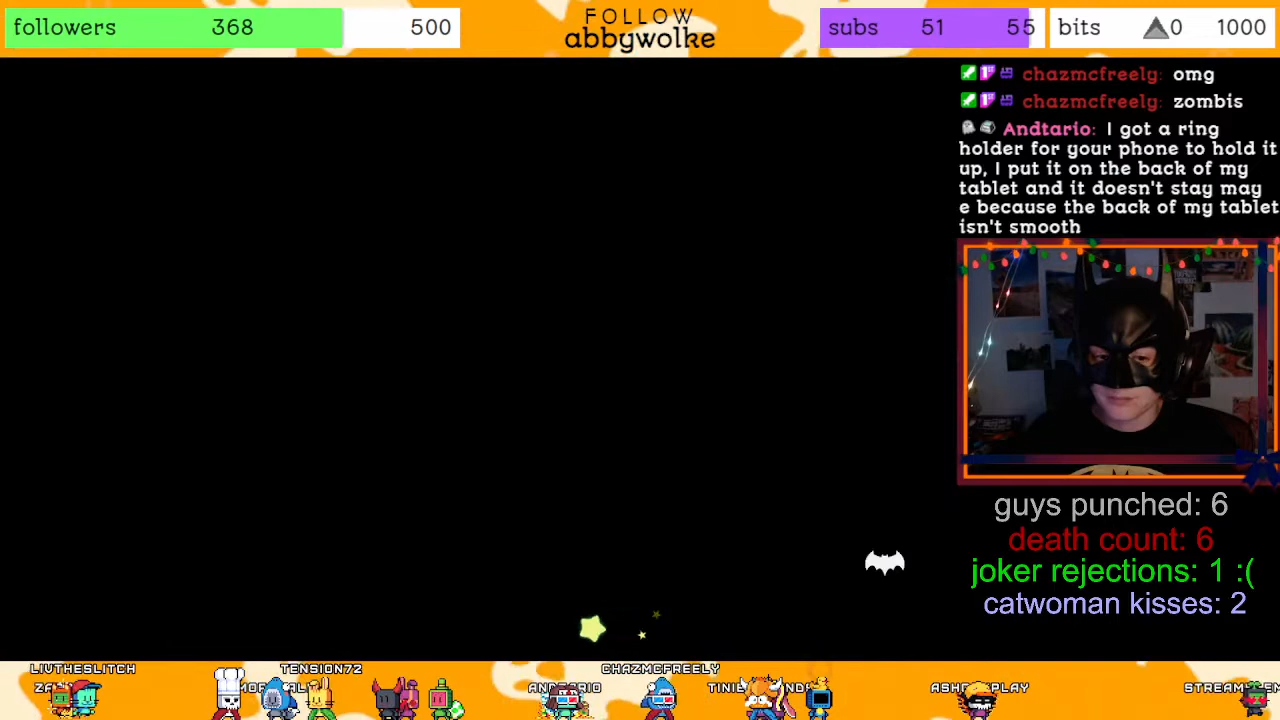 followers 368 500
FOLLOW
abbywolke
subs 51 55
bits 0 1000
chazmcfreely: omg
chazmcfreely: zombis
Andtario: I got a ring
holder for your phone to hold it
up, I put it on the back of my
tablet and it doesn't stay may
e because the back of my tablet
isn't smooth
guys punched: 6
death count: 6
joker rejections: 1 :(
catwoman kisses: 2
LIVTHESLITCH
TENSION72
CHAZMCFREELY